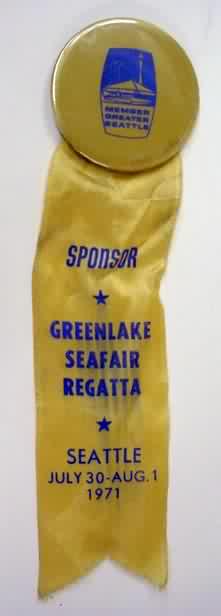 MEMBER
GREATER
SEATTLE
SPONSOR
GREENLAKE
SEAFAIR
REGATTA
SEATTLE
JULY 30-AUG. 1
1971